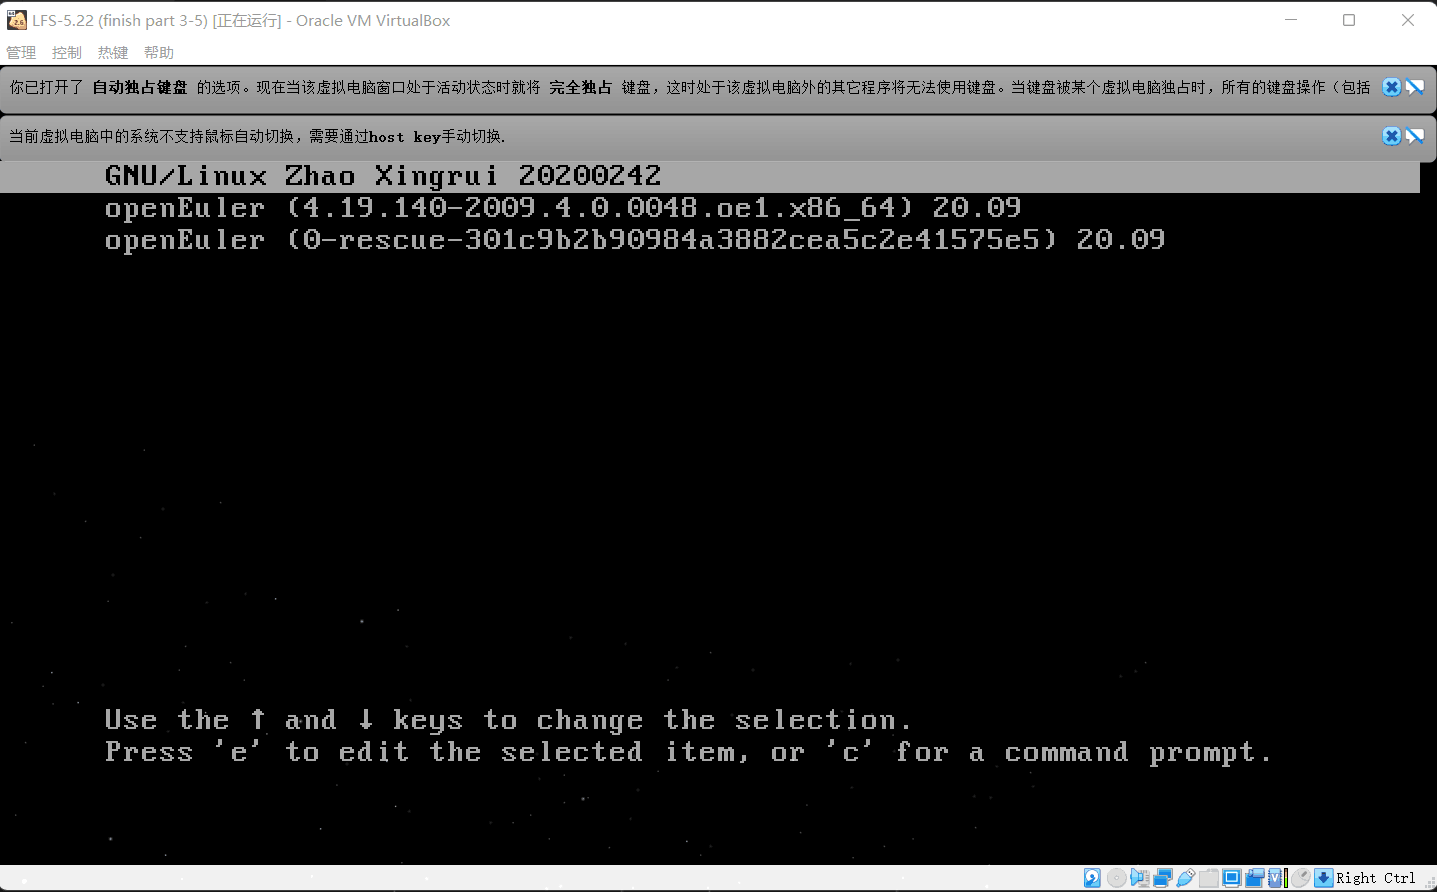 LFS-5.22 (finish part 3-5) [正在运行] - Oracle VM VirtualBox
管理 控制 热键 帮助
你已打开了 自动独占键盘 的选项。现在当该虚拟电脑窗口处于活动状态时就将 完全独占 键盘，这时处于该虚拟电脑外的其它程序将无法使用键盘。当键盘被某个虚拟电脑独占时，所有的键盘操作（包括
当前虚拟电脑中的系统不支持鼠标自动切换，需要通过host key手动切换.
GNU/Linux Zhao Xingrui 20200242
openEuler (4.19.140-2009.4.0.0048.oe1.x86_64) 20.09
openEuler (0-rescue-301c9b2b90984a3882cea5c2e41575e5) 20.09
Use the ↑ and ↓ keys to change the selection.
Press 'e' to edit the selected item, or 'c' for a command prompt.
Right Ctrl